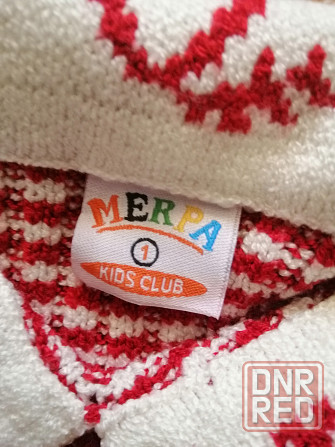 MERPA
1
KIDS CLUB
DNR
RED